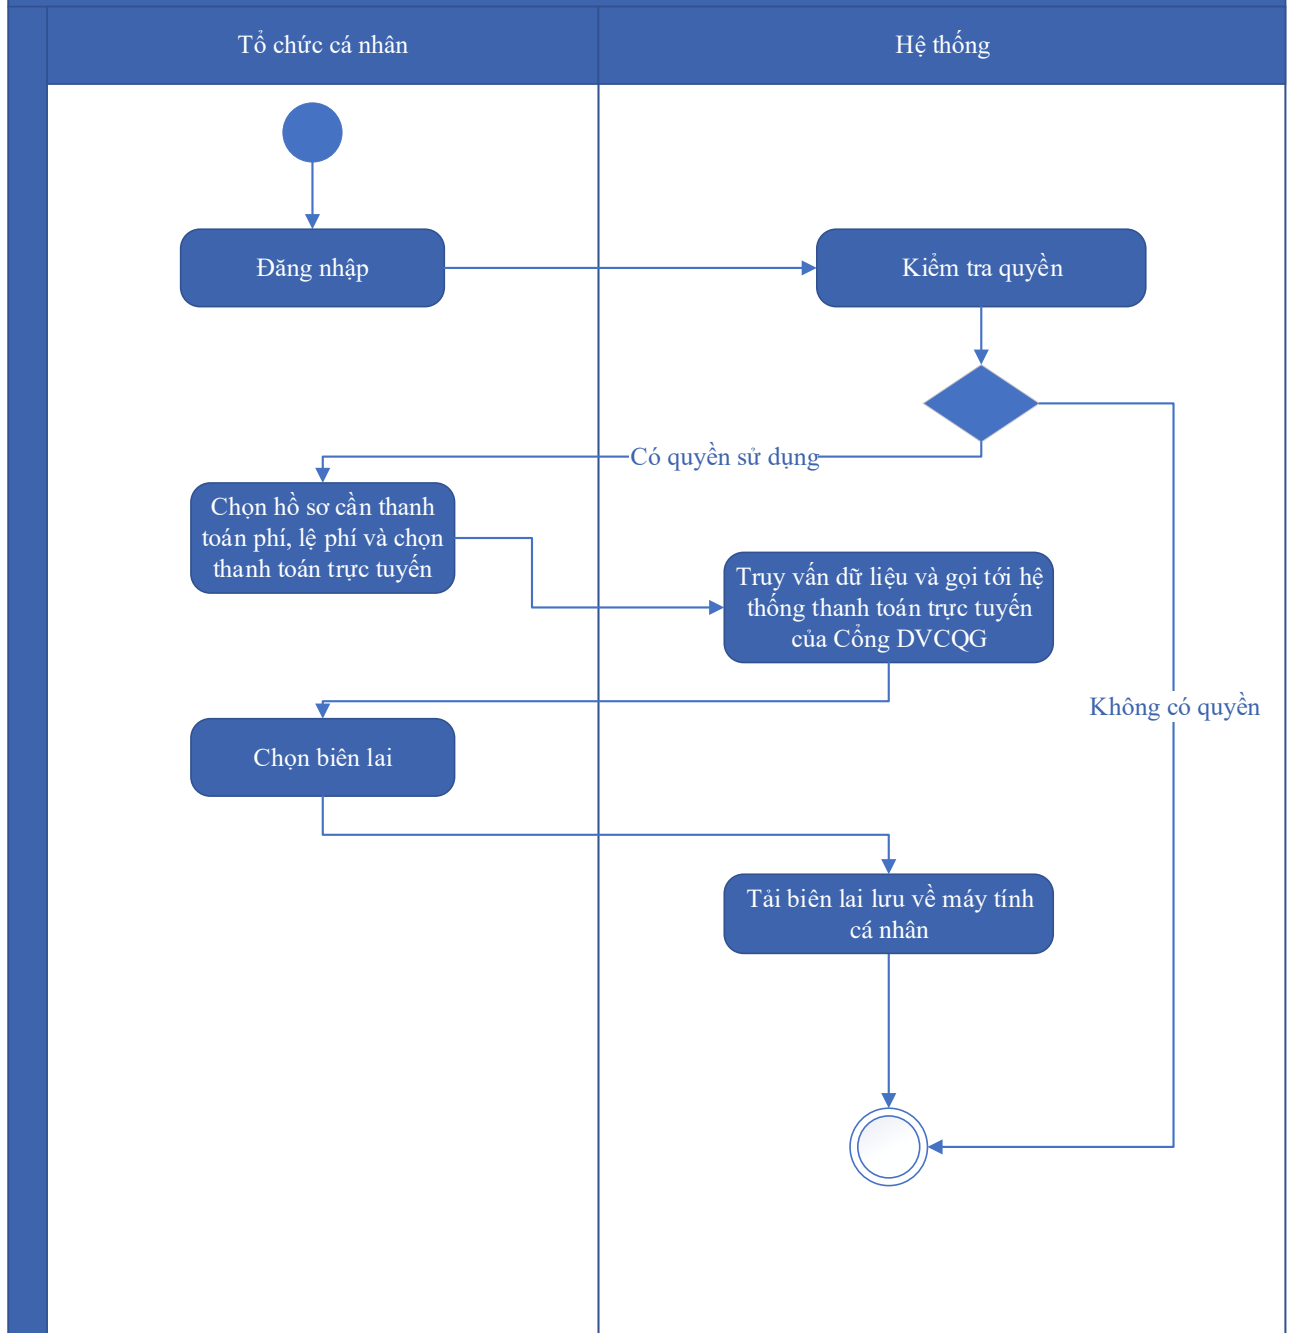 Tổ chức cá nhân
Hệ thống
Đăng nhập
Kiểm tra quyền
Có quyền sử dụng
Chọn hồ sơ cần thanh
toán phí, lệ phí và chọn
thanh toán trực tuyến
Truy vấn dữ liệu và gọi tới hệ
thống thanh toán trực tuyến
của Cổng DVCQG
Không có quyền
Chọn biên lai
Tải biên lai lưu về máy tính
cá nhân